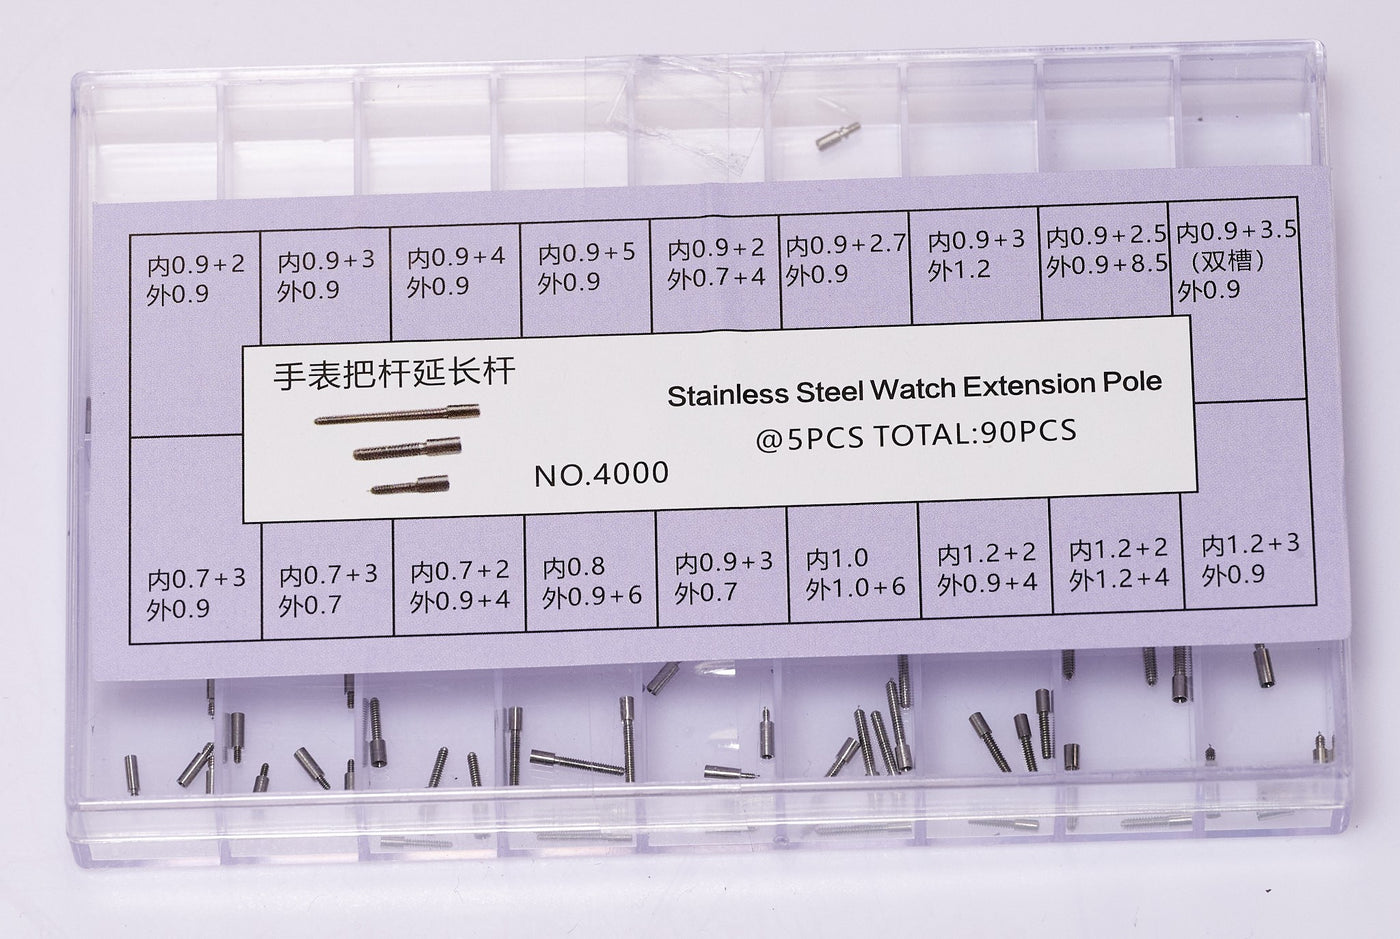 内0.9+2
外0.9
内0.9+3
外0.9
内0.9+4
外0.9
内0.9+5
外0.9
内0.9+2
外0.7+4
内0.9+2.7
外0.9
内0.9+3
外1.2
内0.9+2.5
外0.9+8.5
内0.9+3.5
（双槽）
外0.9
手表把杆延长杆
Stainless Steel Watch Extension Pole
@5PCS TOTAL:90PCS
NO.4000
内0.7+3
外0.9
内0.7+3
外0.7
内0.7+2
外0.9+4
内0.8
外0.9+6
内0.9+3
外0.7
内1.0
外1.0+6
内1.2+2
外0.9+4
内1.2+2
外1.2+4
内1.2+3
外0.9